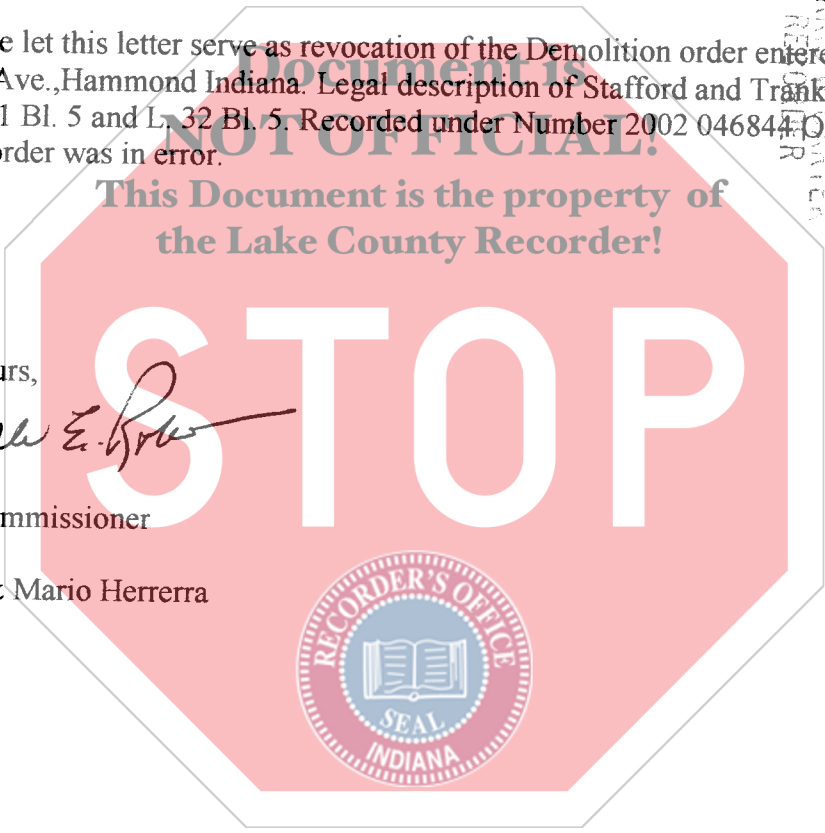 e let this letter serve as revocation of the Demolition order entere
Ave.,Hammond Indiana. Legal description of Stafford and Trank
1 Bl. 5 and L. 32 Bl. 5. Recorded under Number 2002 046844 O
rder was in error.
Document is
NOT OFFICIAL!
This Document is the property of
the Lake County Recorder!
STOP
urs,
E.
mmissioner
: Mario Herrerra
RECORDER'S OFFICE
SEAL
INDIANA
RECORDER